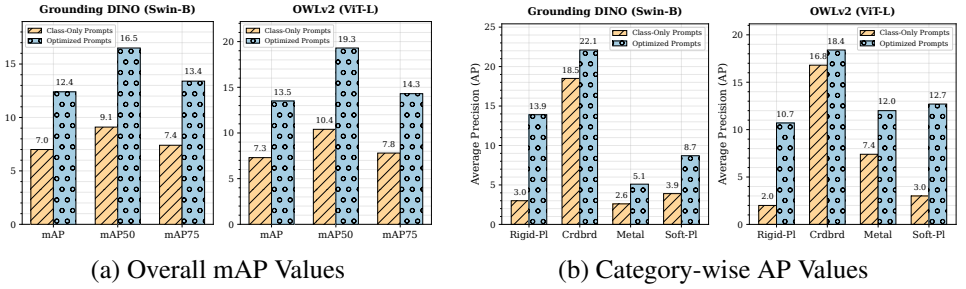 Grounding DINO (Swin-B)
Class-Only Prompts
Optimized Prompts
15
10
5
0
7.0
12.4
9.1
16.5
7.4
13.4
mAP
mAP50
mAP75
OWLv2 (ViT-L)
Class-Only Prompts
Optimized Prompts
20
15
10
5
0
7.3
13.5
10.4
19.3
7.8
14.3
mAP
mAP50
mAP75
(a) Overall mAP Values
Grounding DINO (Swin-B)
Average Precision (AP)
Class-Only Prompts
Optimized Prompts
25
20
15
10
5
0
3.0
13.9
18.5
22.1
2.6
5.1
3.9
8.7
Rigid-Pl
Crdbrd
Metal
Soft-Pl
OWLv2 (ViT-L)
Average Precision (AP)
Class-Only Prompts
Optimized Prompts
20
15
10
5
0
2.0
10.7
16.8
18.4
7.4
12.0
3.0
12.7
Rigid-Pl
Crdbrd
Metal
Soft-Pl
(b) Category-wise AP Values